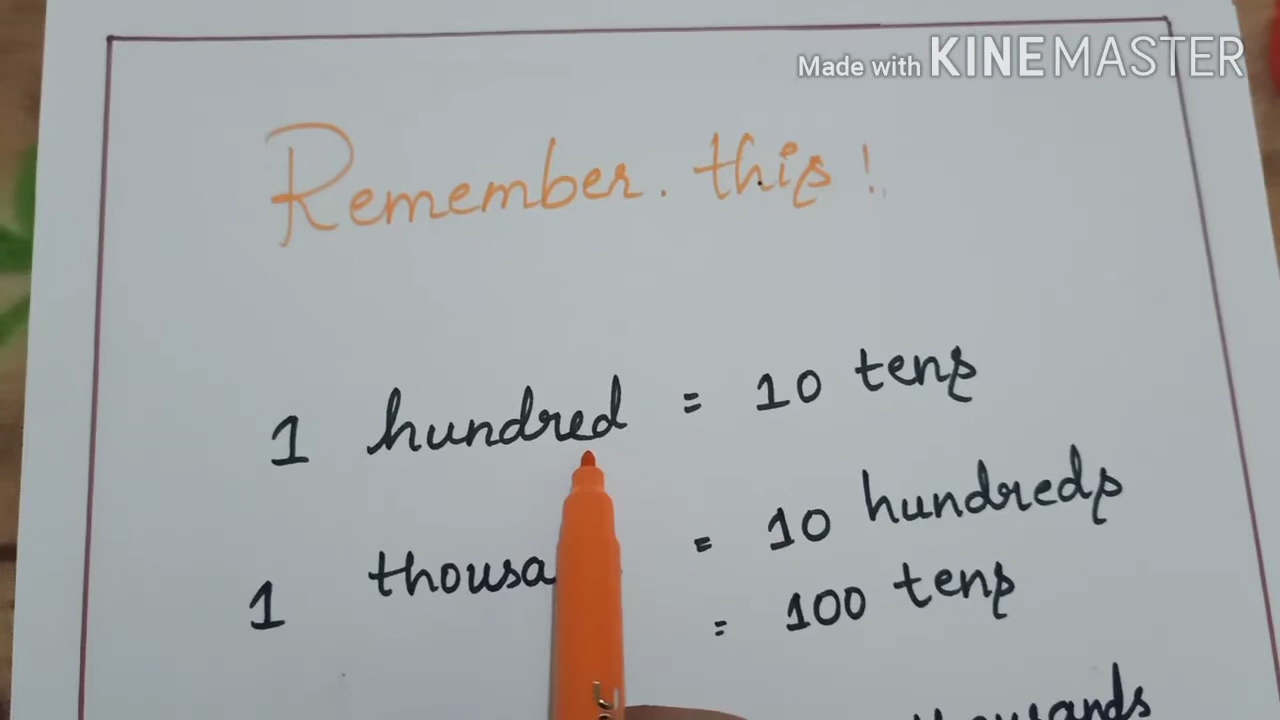 Made with KINEMASTER
Remember. this!
1 hundred = 10 tens
1 thousa = 10 hundreds
= 100 tens